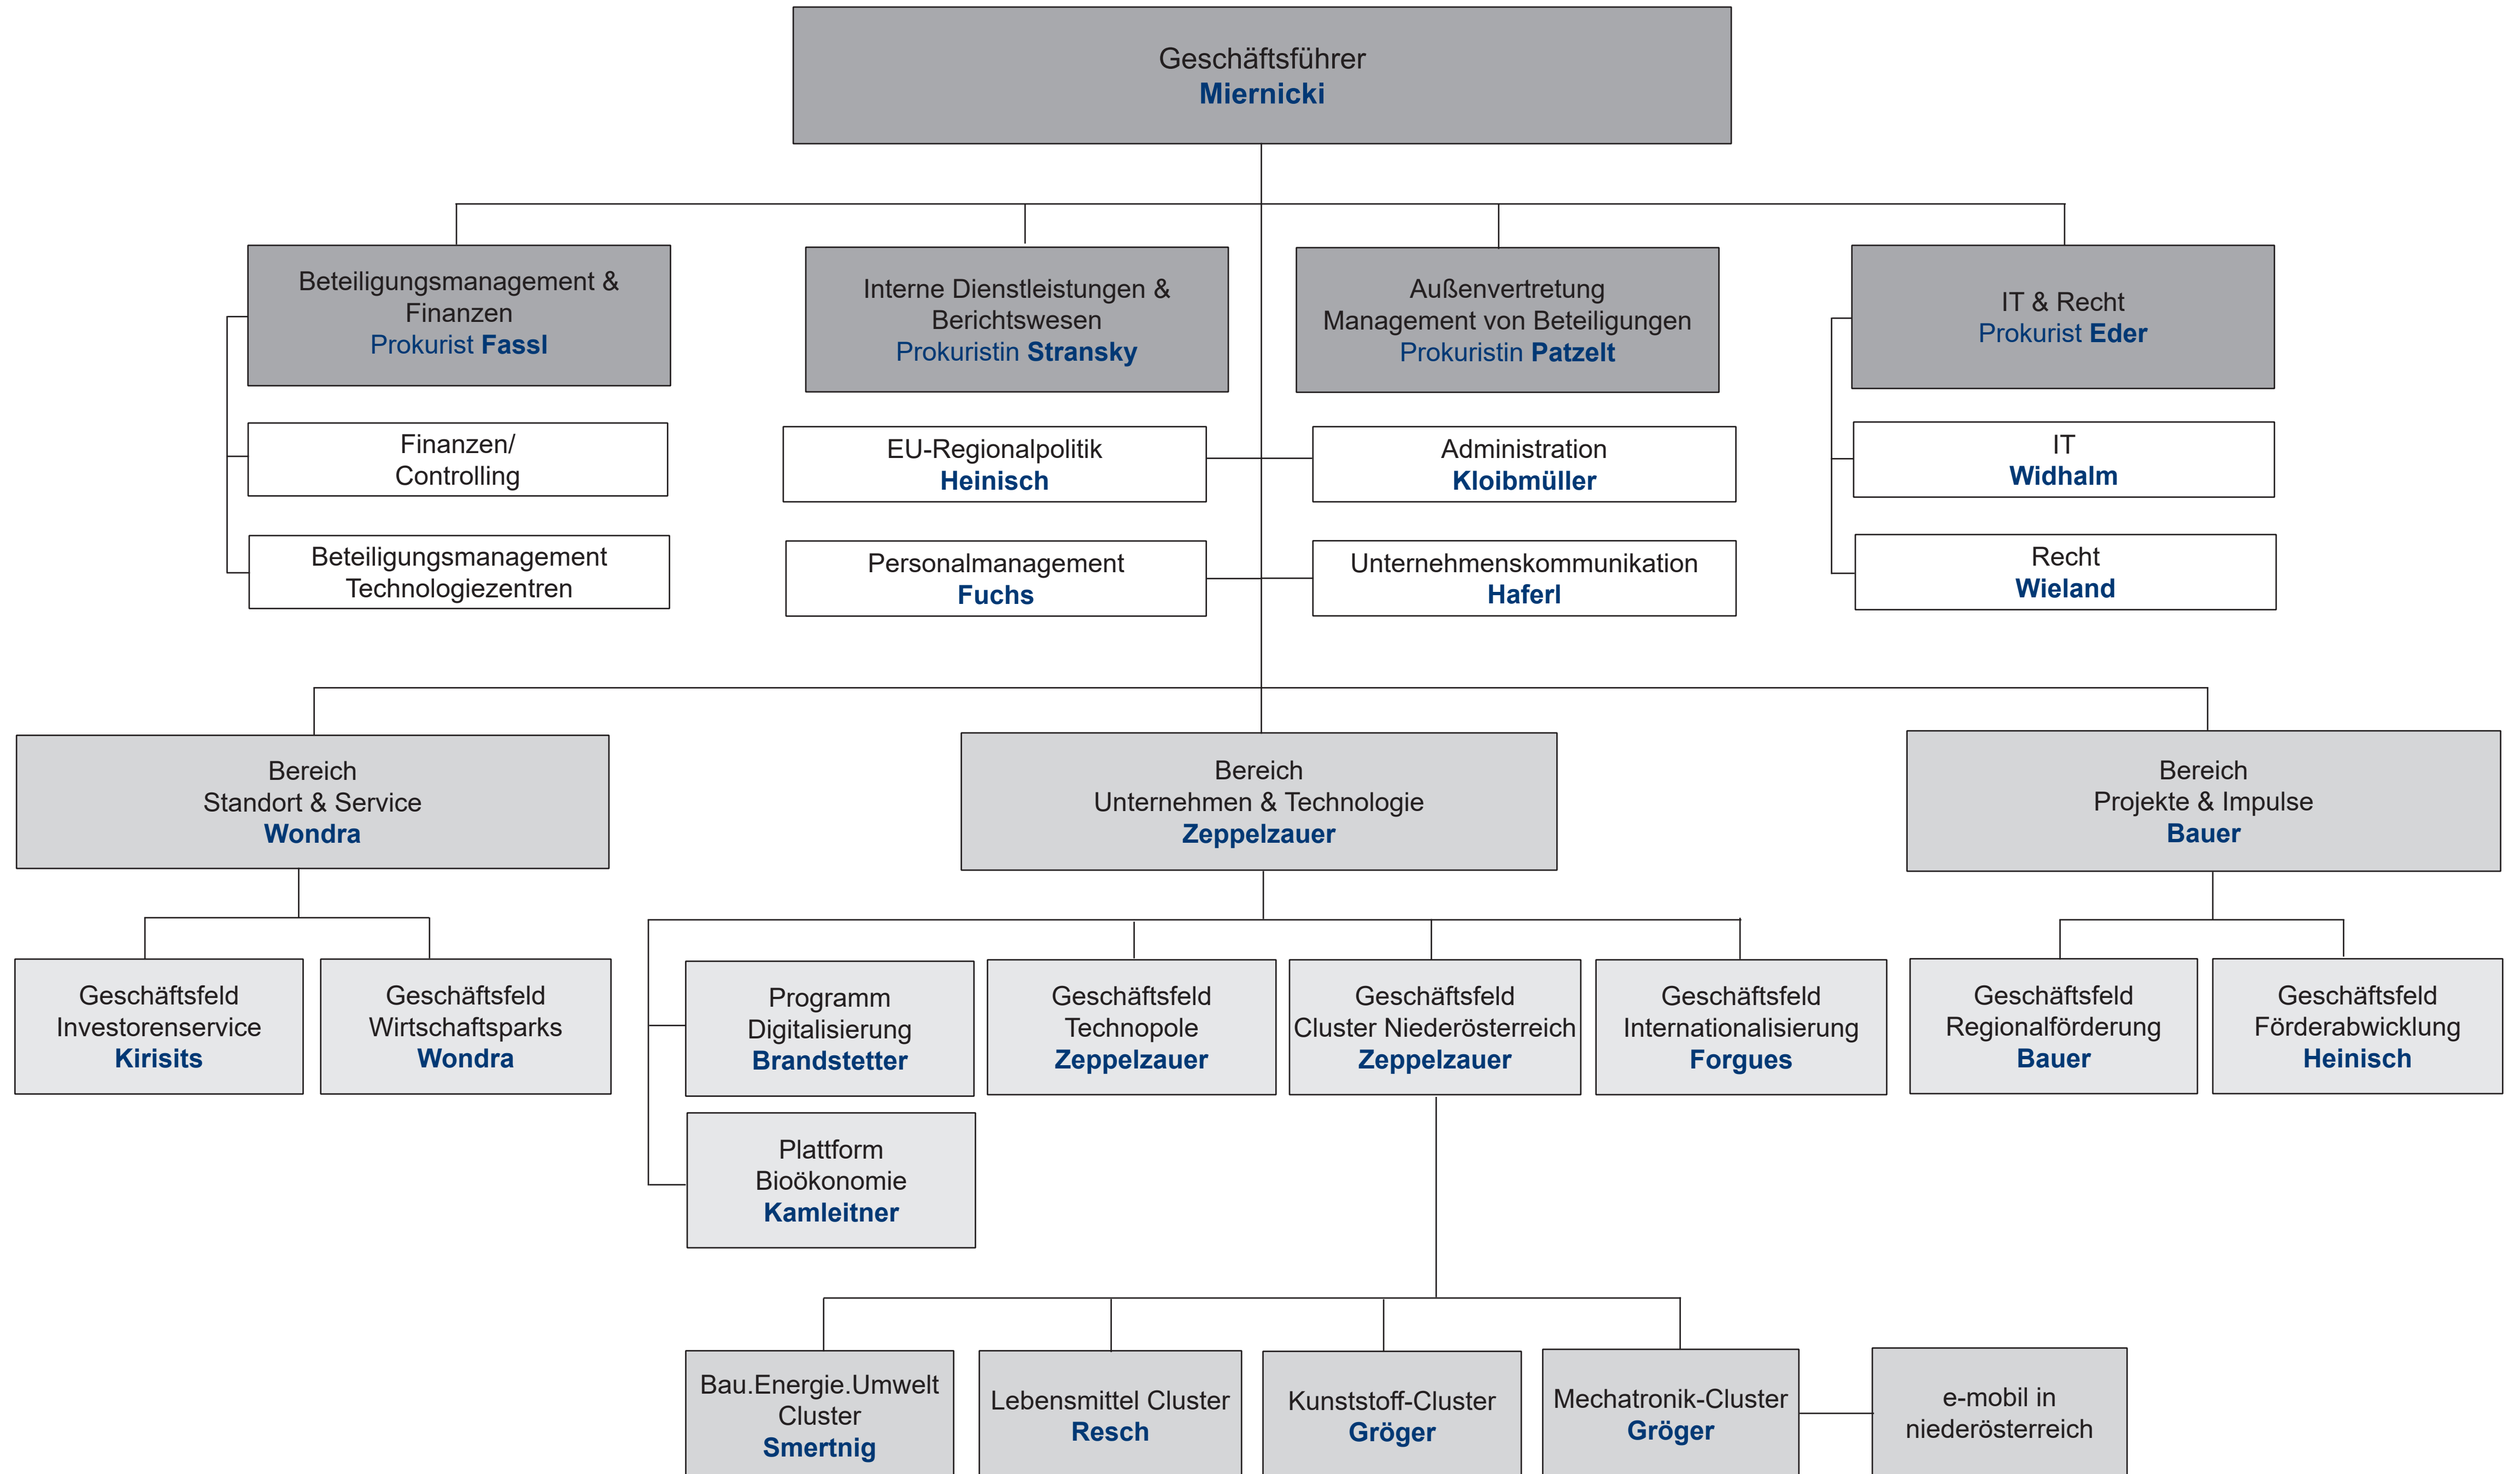 Geschäftsführer
Miernicki
Beteiligungsmanagement &
Finanzen
Prokurist Fassl
Interne Dienstleistungen &
Berichtswesen
Prokuristin Stransky
Außenvertretung
Management von Beteiligungen
Prokuristin Patzelt
IT & Recht
Prokurist Eder
Finanzen/
Controlling
EU-Regionalpolitik
Heinisch
Administration
Kloibmüller
IT
Widhalm
Beteiligungsmanagement
Technologiezentren
Personalmanagement
Fuchs
Unternehmenskommunikation
Haferl
Recht
Wieland
Bereich
Standort & Service
Wondra
Bereich
Unternehmen & Technologie
Zeppelzauer
Bereich
Projekte & Impulse
Bauer
Geschäftsfeld
Investorenservice
Kirisits
Geschäftsfeld
Wirtschaftsparks
Wondra
Programm
Digitalisierung
Brandstetter
Geschäftsfeld
Technopole
Zeppelzauer
Geschäftsfeld
Cluster Niederösterreich
Zeppelzauer
Geschäftsfeld
Internationalisierung
Forgues
Geschäftsfeld
Regionalförderung
Bauer
Geschäftsfeld
Förderabwicklung
Heinisch
Plattform
Bioökonomie
Kamleitner
Bau.Energie.Umwelt
Cluster
Smertnig
Lebensmittel Cluster
Resch
Kunststoff-Cluster
Gröger
Mechatronik-Cluster
Gröger
e-mobil in
niederösterreich